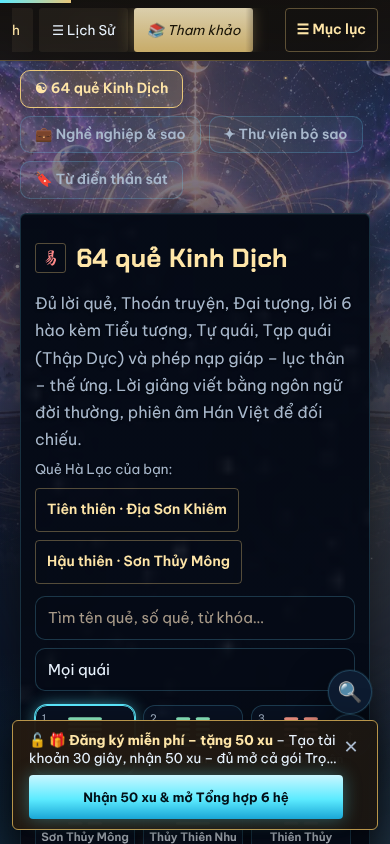 h
☰ Lịch Sử
📚 Tham khảo
☰ Mục lục
☯ 64 quẻ Kinh Dịch
💼 Nghề nghiệp & sao
✦ Thư viện bộ sao
🔖 Từ điển thần sát
64 quẻ Kinh Dịch
Đủ lời quẻ, Thoán truyện, Đại tượng, lời 6
hào kèm Tiểu tượng, Tự quái, Tạp quái
(Thập Dực) và phép nạp giáp – lục thân
– thế ứng. Lời giảng viết bằng ngôn ngữ
đời thường, phiên âm Hán Việt để đối
chiếu.
Quẻ Hà Lạc của bạn:
Tiên thiên · Địa Sơn Khiêm
Hậu thiên · Sơn Thủy Mông
Tìm tên quẻ, số quẻ, từ khóa...
Mọi quái
1 2 3
🔓 🎁 Đăng ký miễn phí – tặng 50 xu – Tạo tài
khoản 30 giây, nhận 50 xu – đủ mở cả gói Trọ...
✕
Nhận 50 xu & mở Tổng hợp 6 hệ
Sơn Thủy Mông
Thủy Thiên Nhu
Thiên Thủy